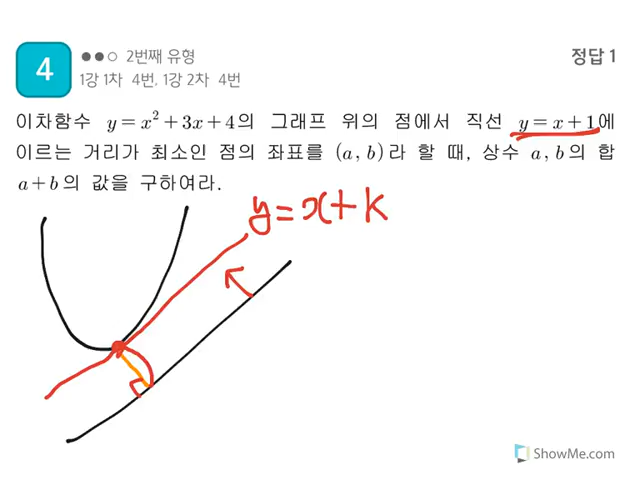 4
●●○ 2번째 유형
1강 1차 4번, 1강 2차 4번
정답 1
이차함수 y=x²+3x+4의 그래프 위의 점에서 직선 y=x+1에
이르는 거리가 최소인 점의 좌표를 (a, b)라 할 때, 상수 a, b의 합
a+b의 값을 구하여라.
y=x+k
ShowMe.com